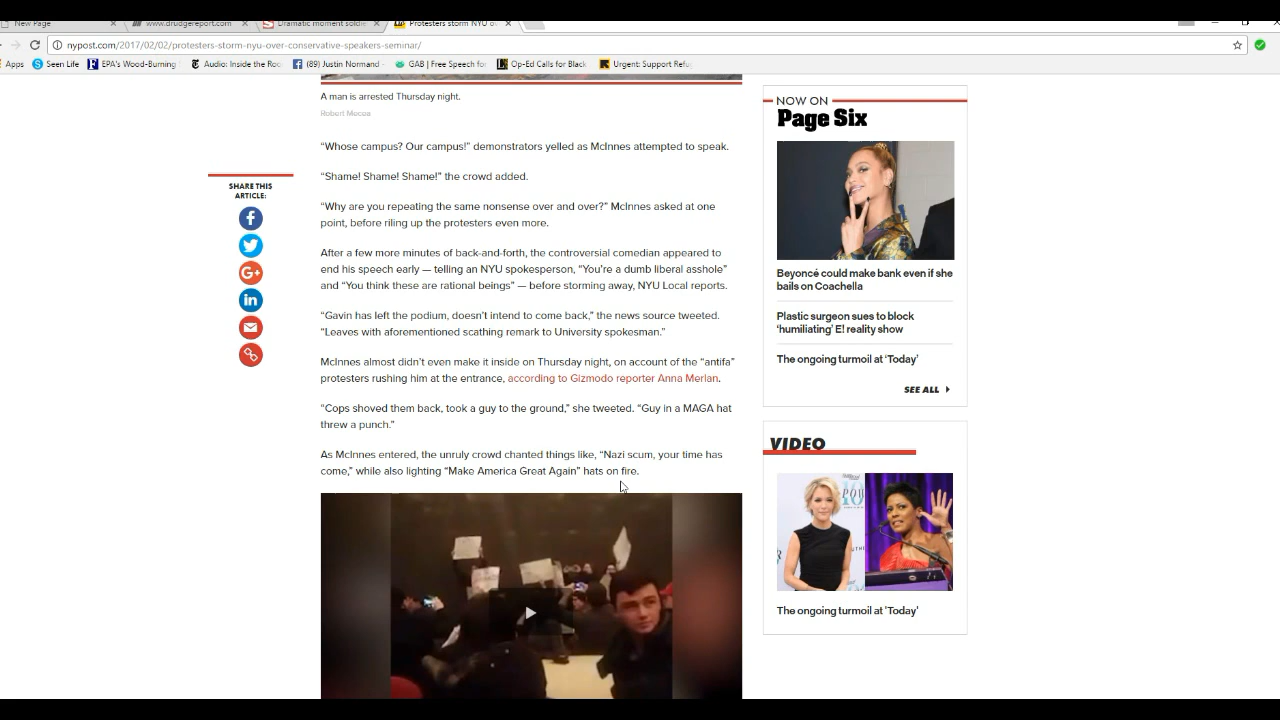 New Page
www.drudgereport.com
Dramatic moment soldie
Protesters storm NYU ov
nypost.com/2017/02/02/protesters-storm-nyu-over-conservative-speakers-seminar/
Apps
Seen Life
EPA's Wood-Burning
Audio: Inside the Roo
(89) Justin Normand -
GAB | Free Speech fo
Op-Ed Calls for Black
Urgent: Support Refu
A man is arrested Thursday night.
Robert Mecea
“Whose campus? Our campus!” demonstrators yelled as McInnes attempted to speak.
“Shame! Shame! Shame!” the crowd added.
“Why are you repeating the same nonsense over and over?” McInnes asked at one
point, before riling up the protesters even more.
After a few more minutes of back-and-forth, the controversial comedian appeared to
end his speech early — telling an NYU spokesperson, “You’re a dumb liberal asshole”
and “You think these are rational beings” — before storming away, NYU Local reports.
“Gavin has left the podium, doesn’t intend to come back,” the news source tweeted.
“Leaves with aforementioned scathing remark to University spokesman.”
McInnes almost didn’t even make it inside on Thursday night, on account of the “antifa”
protesters rushing him at the entrance, according to Gizmodo reporter Anna Merlan.
“Cops shoved them back, took a guy to the ground,” she tweeted. “Guy in a MAGA hat
threw a punch.”
As McInnes entered, the unruly crowd chanted things like, “Nazi scum, your time has
come,” while also lighting “Make America Great Again” hats on fire.
SHARE THIS
ARTICLE:
NOW ON
Page Six
Beyoncé could make bank even if she
bails on Coachella
Plastic surgeon sues to block
‘humiliating’ E! reality show
The ongoing turmoil at ‘Today’
SEE ALL
VIDEO
The ongoing turmoil at 'Today'